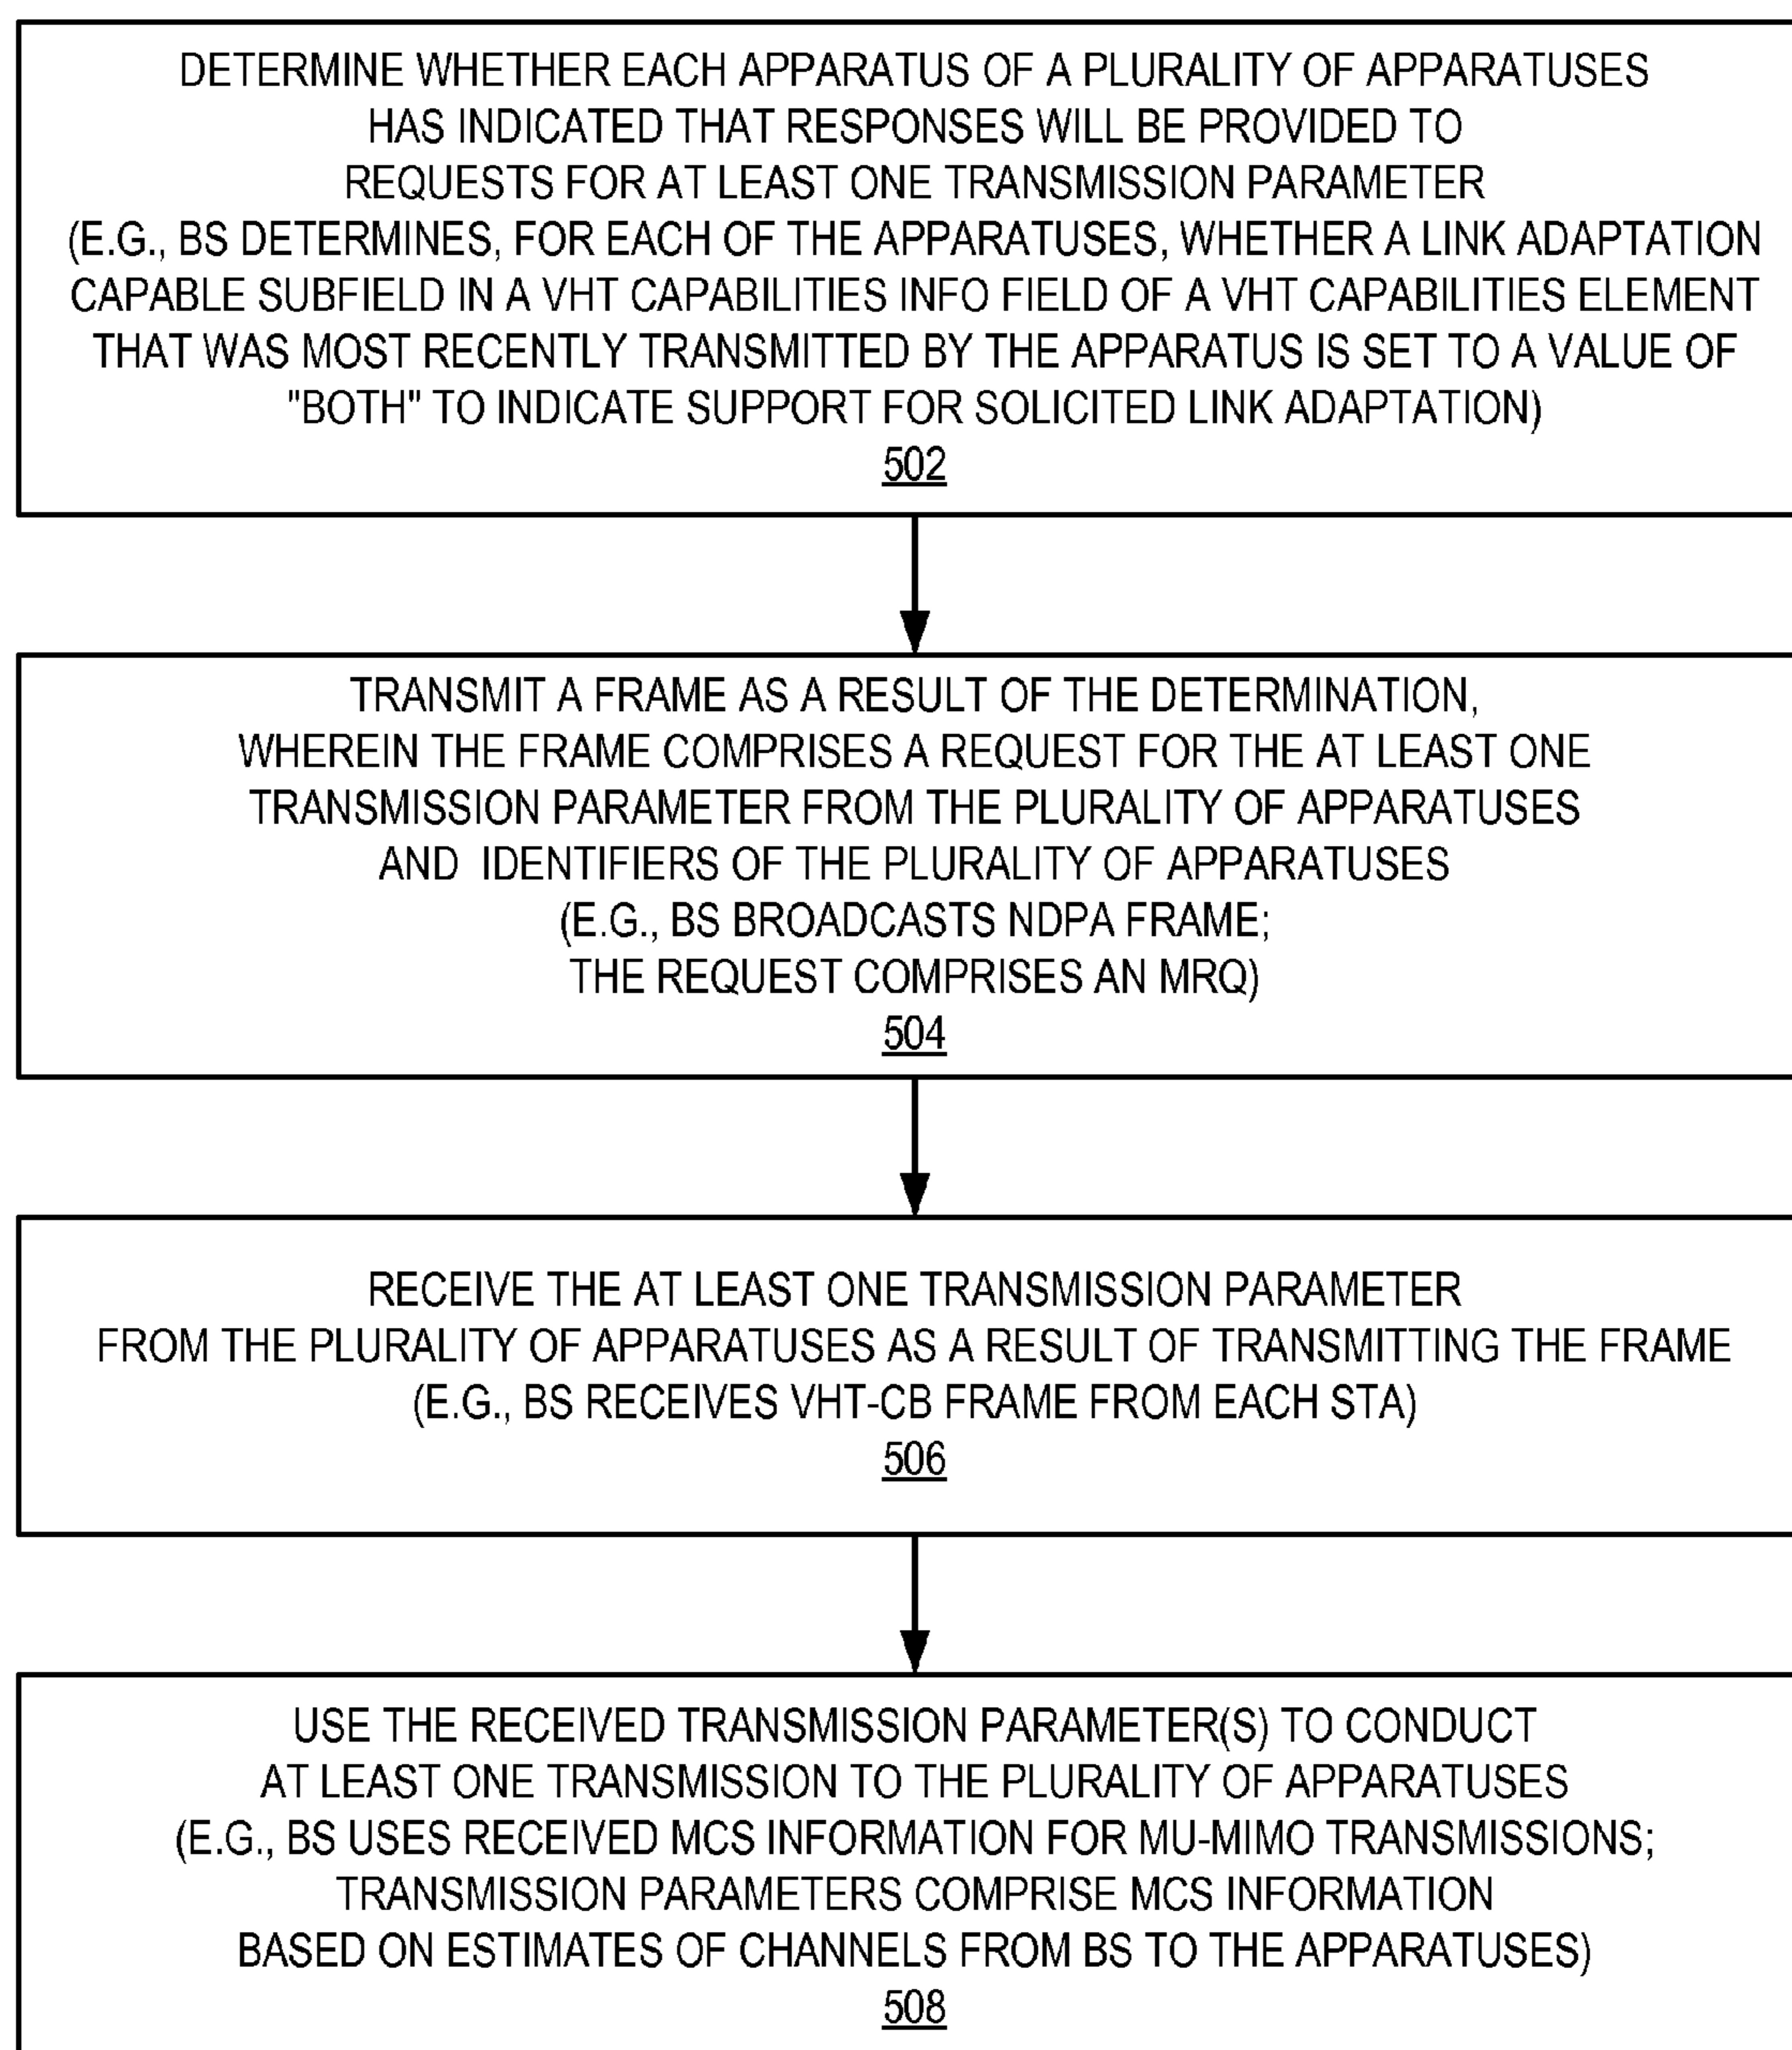 DETERMINE WHETHER EACH APPARATUS OF A PLURALITY OF APPARATUSES
HAS INDICATED THAT RESPONSES WILL BE PROVIDED TO
REQUESTS FOR AT LEAST ONE TRANSMISSION PARAMETER
(E.G., BS DETERMINES, FOR EACH OF THE APPARATUSES, WHETHER A LINK ADAPTATION
CAPABLE SUBFIELD IN A VHT CAPABILITIES INFO FIELD OF A VHT CAPABILITIES ELEMENT
THAT WAS MOST RECENTLY TRANSMITTED BY THE APPARATUS IS SET TO A VALUE OF
"BOTH" TO INDICATE SUPPORT FOR SOLICITED LINK ADAPTATION)
502
TRANSMIT A FRAME AS A RESULT OF THE DETERMINATION,
WHEREIN THE FRAME COMPRISES A REQUEST FOR THE AT LEAST ONE
TRANSMISSION PARAMETER FROM THE PLURALITY OF APPARATUSES
AND IDENTIFIERS OF THE PLURALITY OF APPARATUSES
(E.G., BS BROADCASTS NDPA FRAME;
THE REQUEST COMPRISES AN MRQ)
504
RECEIVE THE AT LEAST ONE TRANSMISSION PARAMETER
FROM THE PLURALITY OF APPARATUSES AS A RESULT OF TRANSMITTING THE FRAME
(E.G., BS RECEIVES VHT-CB FRAME FROM EACH STA)
506
USE THE RECEIVED TRANSMISSION PARAMETER(S) TO CONDUCT
AT LEAST ONE TRANSMISSION TO THE PLURALITY OF APPARATUSES
(E.G., BS USES RECEIVED MCS INFORMATION FOR MU-MIMO TRANSMISSIONS;
TRANSMISSION PARAMETERS COMPRISE MCS INFORMATION
BASED ON ESTIMATES OF CHANNELS FROM BS TO THE APPARATUSES)
508